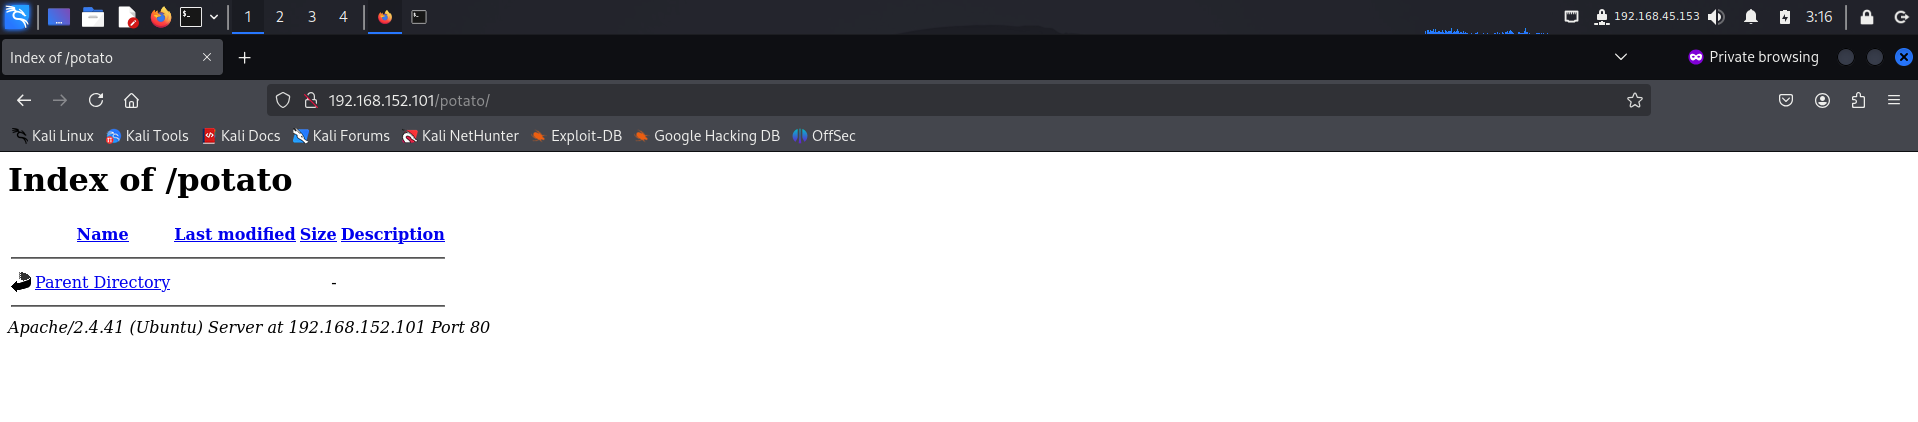 1 2 3 4 192.168.45.153 3:16
Index of /potato Private browsing
192.168.152.101/potato/
Kali Linux Kali Tools Kali Docs Kali Forums Kali NetHunter Exploit-DB Google Hacking DB OffSec
Index of /potato
Name Last modified Size Description
Parent Directory -
Apache/2.4.41 (Ubuntu) Server at 192.168.152.101 Port 80